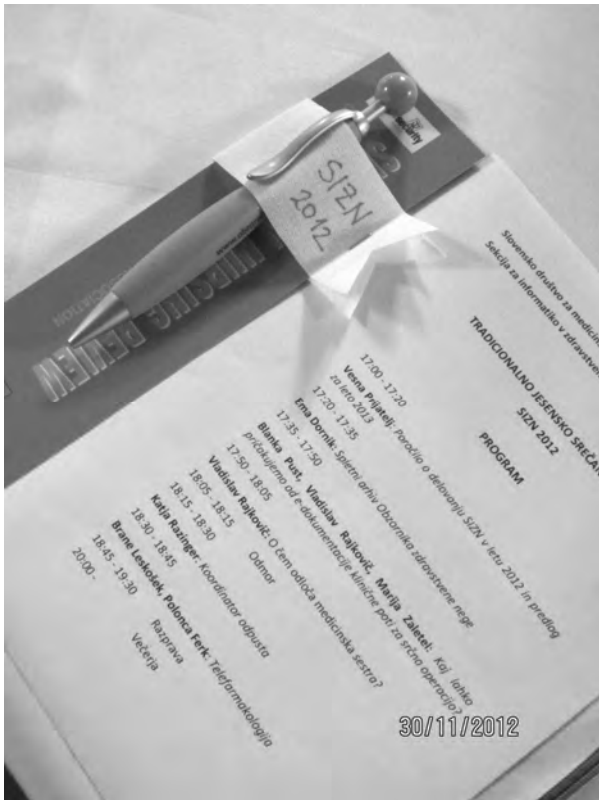 security
SIZN
2012
NURSING REVIEW
Slovensko društvo za
Sekcija za informatiko v
TRADICIONALNO JESENSKO
SIZN 2012
PROGRAM
17:00 - 17:20
Vesna Prijatelj: Poročilo o delovanju SIZN v letu 2012 in predlog
za leto 2013
17:20 - 17:35
Ema Dornik: Spletni arhiv Obzornika zdravstvene nege
17:35 - 17:50
Blanka Pust, Vladislav Rajkovič, Marija Zaletel: Kaj lahko
pričakujemo od e-dokumentacije klinične poti za srčno operacijo?
17:50 - 18:05
Vladislav Rajkovič: O čem odloča medicinska sestra?
18:05 - 18:15
Odmor
18:15 - 18:30
Katja Razinger: Koordinator odpusta
18:30 - 18:45
Brane Leskošek, Polonca Ferk: Telefarmakologija
18:45 - 19:30
Razprava
20:00 -
Večerja
30/11/2012